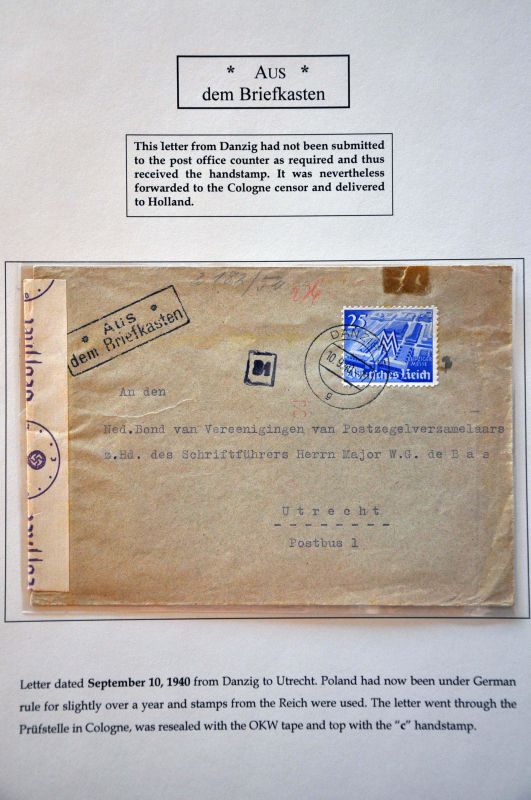 * Aus *
dem Briefkasten
This letter from Danzig had not been submitted
to the post office counter as required and thus
received the handstamp. It was nevertheless
forwarded to the Cologne censor and delivered
to Holland.
* Aus *
dem Briefkasten
25
DANZIG
Deutsches Reich
g
An den
Ned.Bond van Vereenigingen van Postzegelverzamelaars
z.Hd. des Schriftführers Herrn Major W.G. de Bas
Utrecht
Postbus 1
Geöffnet
c
Geöffnet
Letter dated September 10, 1940 from Danzig to Utrecht. Poland had now been under German
rule for slightly over a year and stamps from the Reich were used. The letter went through the
Prüfstelle in Cologne, was resealed with the OKW tape and top with the "c" handstamp.